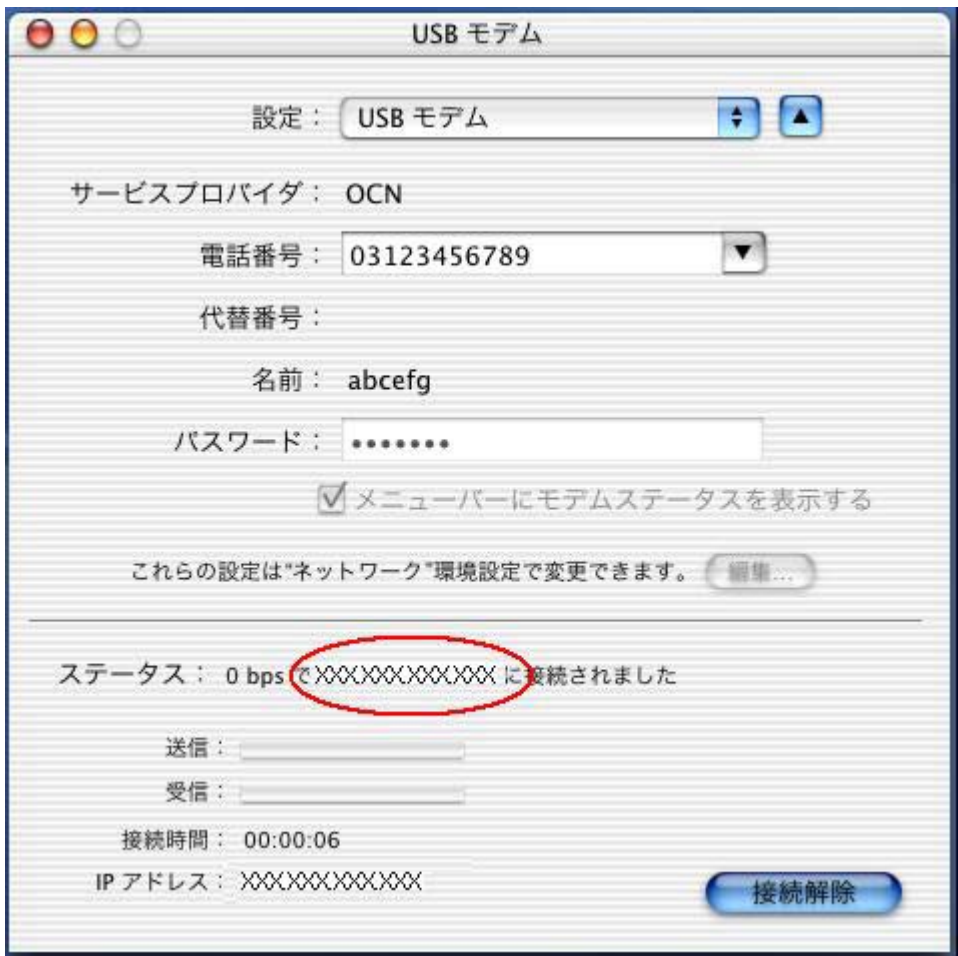 USB モデム
設定： USB モデム
サービスプロバイダ： OCN
電話番号： 03123456789
代替番号：
名前： abcefg
パスワード： •••••••
メニューバーにモデムステータスを表示する
これらの設定は“ネットワーク”環境設定で変更できます。 編集...
ステータス： 0 bps で XXX.XXX.XXX.XXX に接続されました
送信：
受信：
接続時間： 00:00:06
IP アドレス： XXX.XXX.XXX.XXX
接続解除